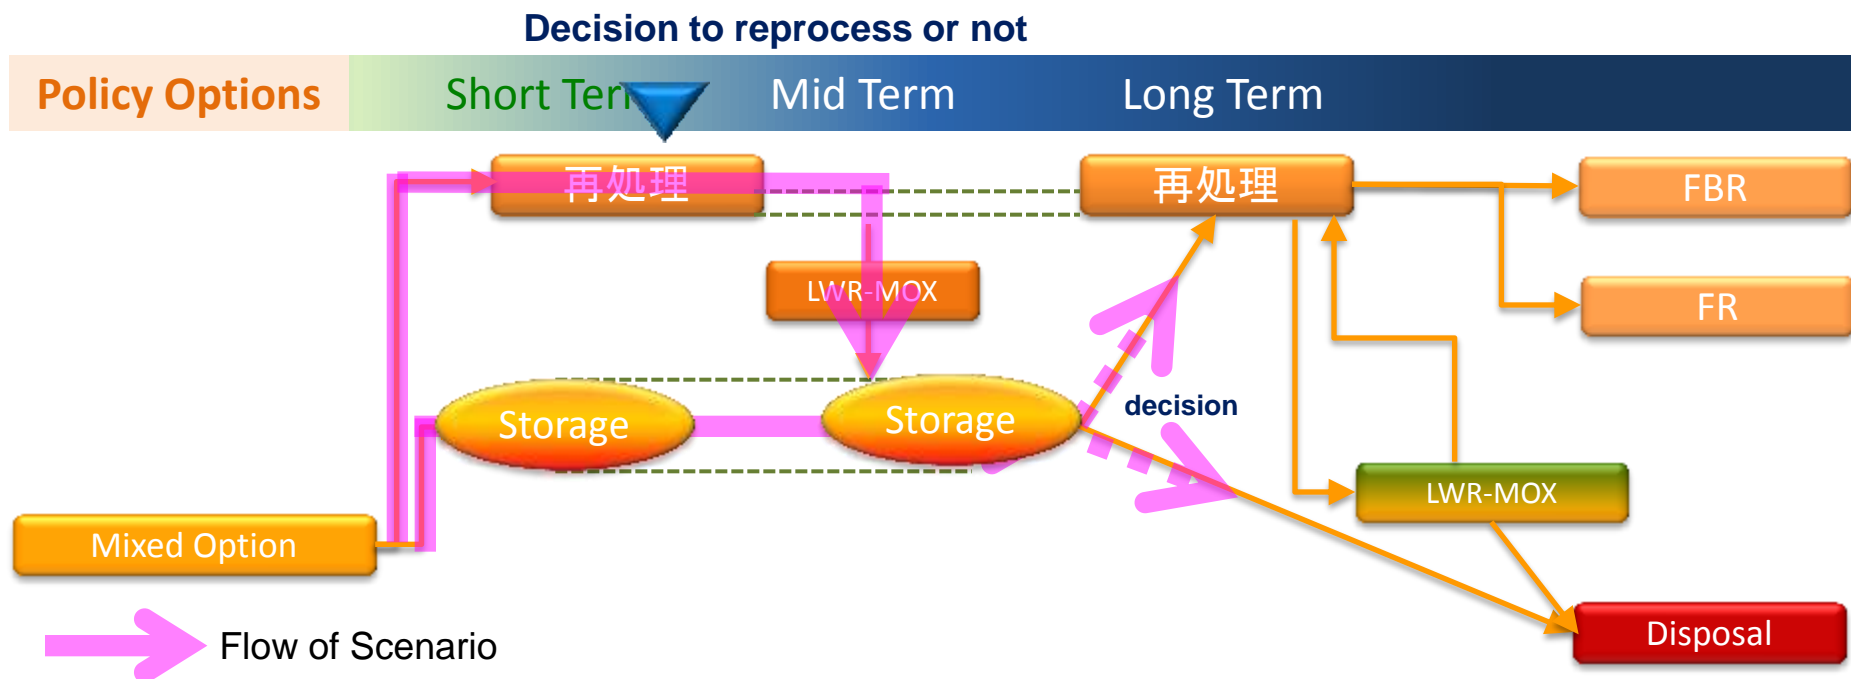 Decision to reprocess or not
Policy Options
Short Term
Mid Term
Long Term
再処理
再処理
FBR
LWR-MOX
FR
Storage
Storage
decision
LWR-MOX
Mixed Option
Disposal
Flow of Scenario